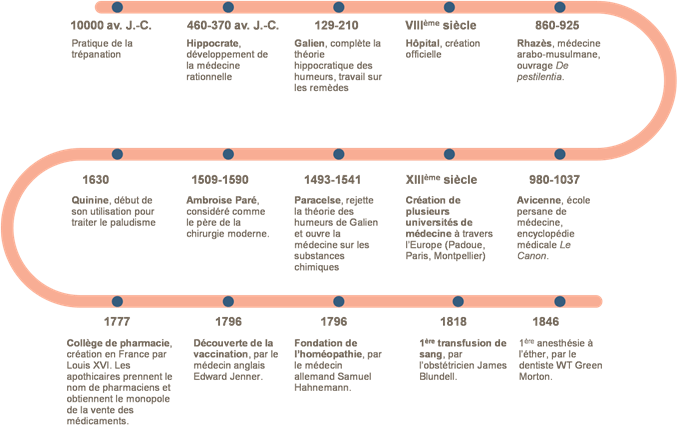 10000 av. J.-C.
Pratique de la
trépanation
460-370 av. J.-C.
Hippocrate,
développement de
la médecine
rationnelle
129-210
Galien, complète la
théorie
hippocratique des
humeurs, travail sur
les remèdes
VIIIème siècle
Hôpital, création
officielle
860-925
Rhazès, médecine
arabo-musulmane,
ouvrage De
pestilentia.
1630
Quinine, début de
son utilisation pour
traiter le paludisme
1509-1590
Ambroise Paré,
considéré comme
le père de la
chirurgie moderne.
1493-1541
Paracelse, rejette
la théorie des
humeurs de Galien
et ouvre la
médecine sur les
substances
chimiques
XIIIème siècle
Création de
plusieurs
universités de
médecine à travers
l'Europe (Padoue,
Paris, Montpellier)
980-1037
Avicenne, école
persane de
médecine,
encyclopédie
médicale Le
Canon.
1777
Collège de pharmacie,
création en France par
Louis XVI. Les
apothicaires prennent le
nom de pharmaciens et
obtiennent le monopole
de la vente des
médicaments.
1796
Découverte de la
vaccination, par le
médecin anglais
Edward Jenner.
1796
Fondation de
l'homéopathie, par
le médecin
allemand Samuel
Hahnemann.
1818
1ère transfusion de
sang, par
l'obstétricien James
Blundell.
1846
1ère anesthésie à
l'éther, par le
dentiste WT Green
Morton.